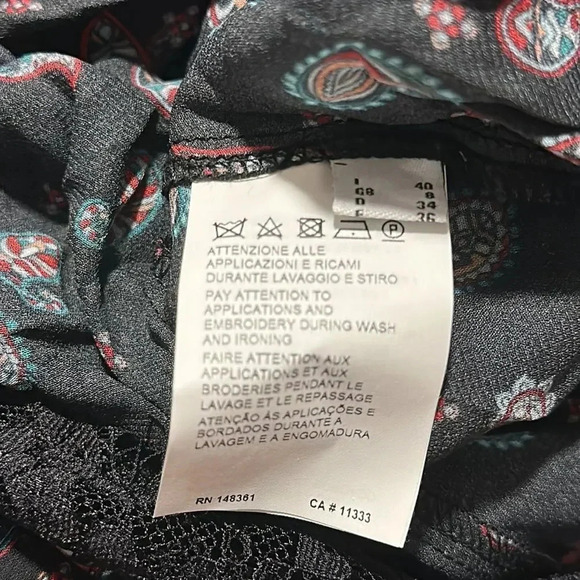 I 40
GB 8
D 34
F 36
P
ATTENZIONE ALLE
APPLICAZIONI E RICAMI
DURANTE LAVAGGIO E STIRO
PAY ATTENTION TO
APPLICATIONS AND
EMBROIDERY DURING WASH
AND IRONING
FAIRE ATTENTION AUX
APPLICATIONS ET AUX
BRODERIES PENDANT LE
LAVAGE ET LE REPASSAGE
ATENÇÃO ÀS APLICAÇÕES E
BORDADOS DURANTE A
LAVAGEM E A ENGOMADURA
RN 148361 CA # 11333